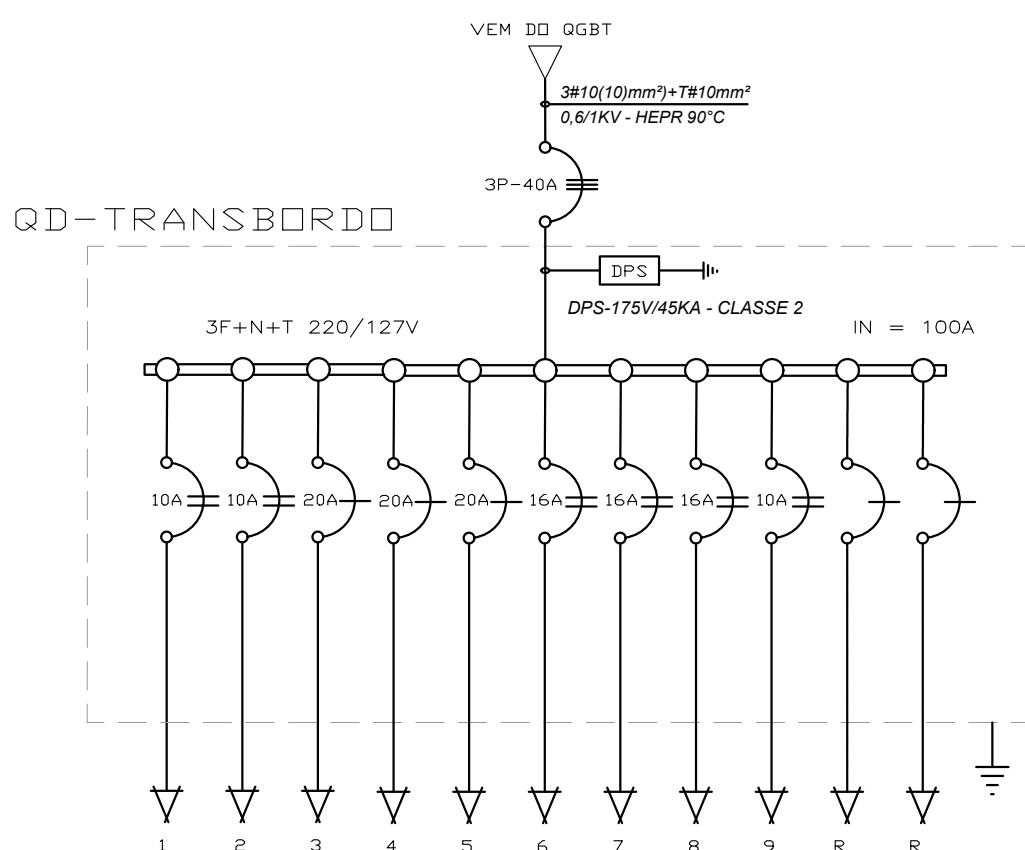 VEM DO QGBT
3#10(10)mm²)+T#10mm²
0,6/1KV - HEPR 90°C
3P-40A
QD-TRANSBORDO
DPS
DPS-175V/45KA - CLASSE 2
3F+N+T 220/127V
IN = 100A
10A 10A 20A 20A 20A 16A 16A 16A 10A
1 2 3 4 5 6 7 8 9 R R